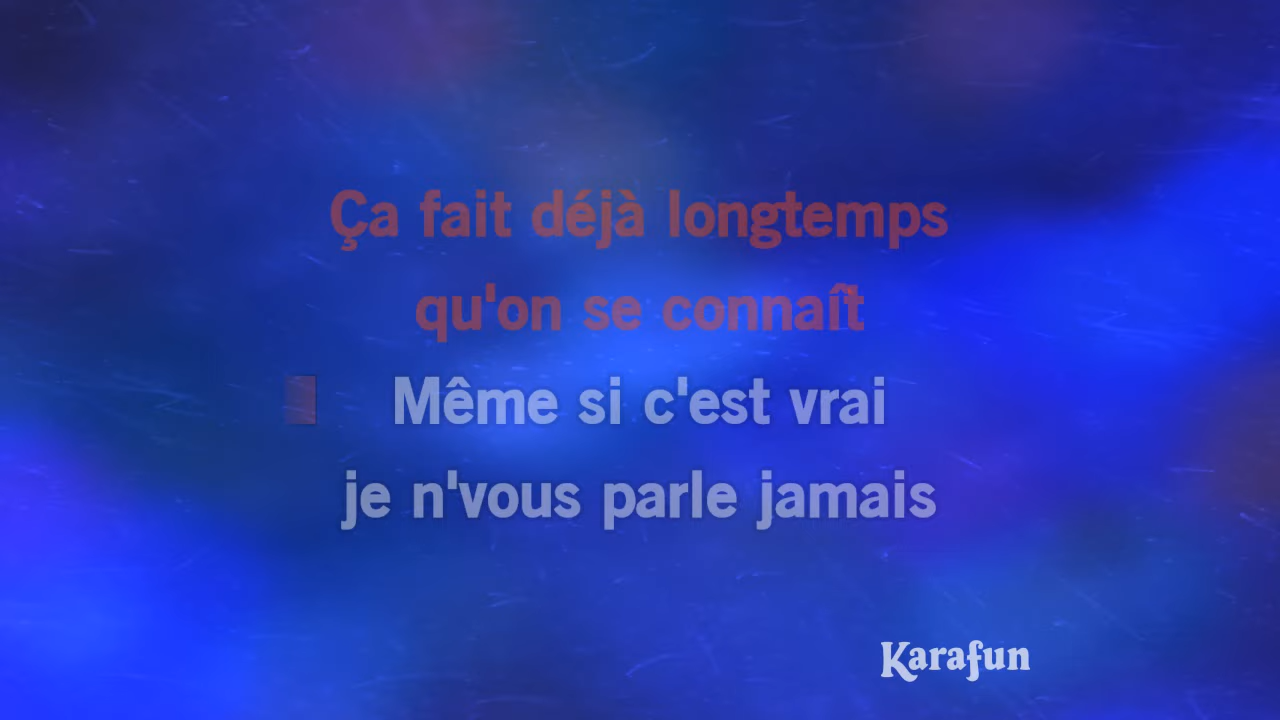 Ça fait déjà longtemps
qu'on se connaît
Même si c'est vrai
je n'vous parle jamais
Karafun